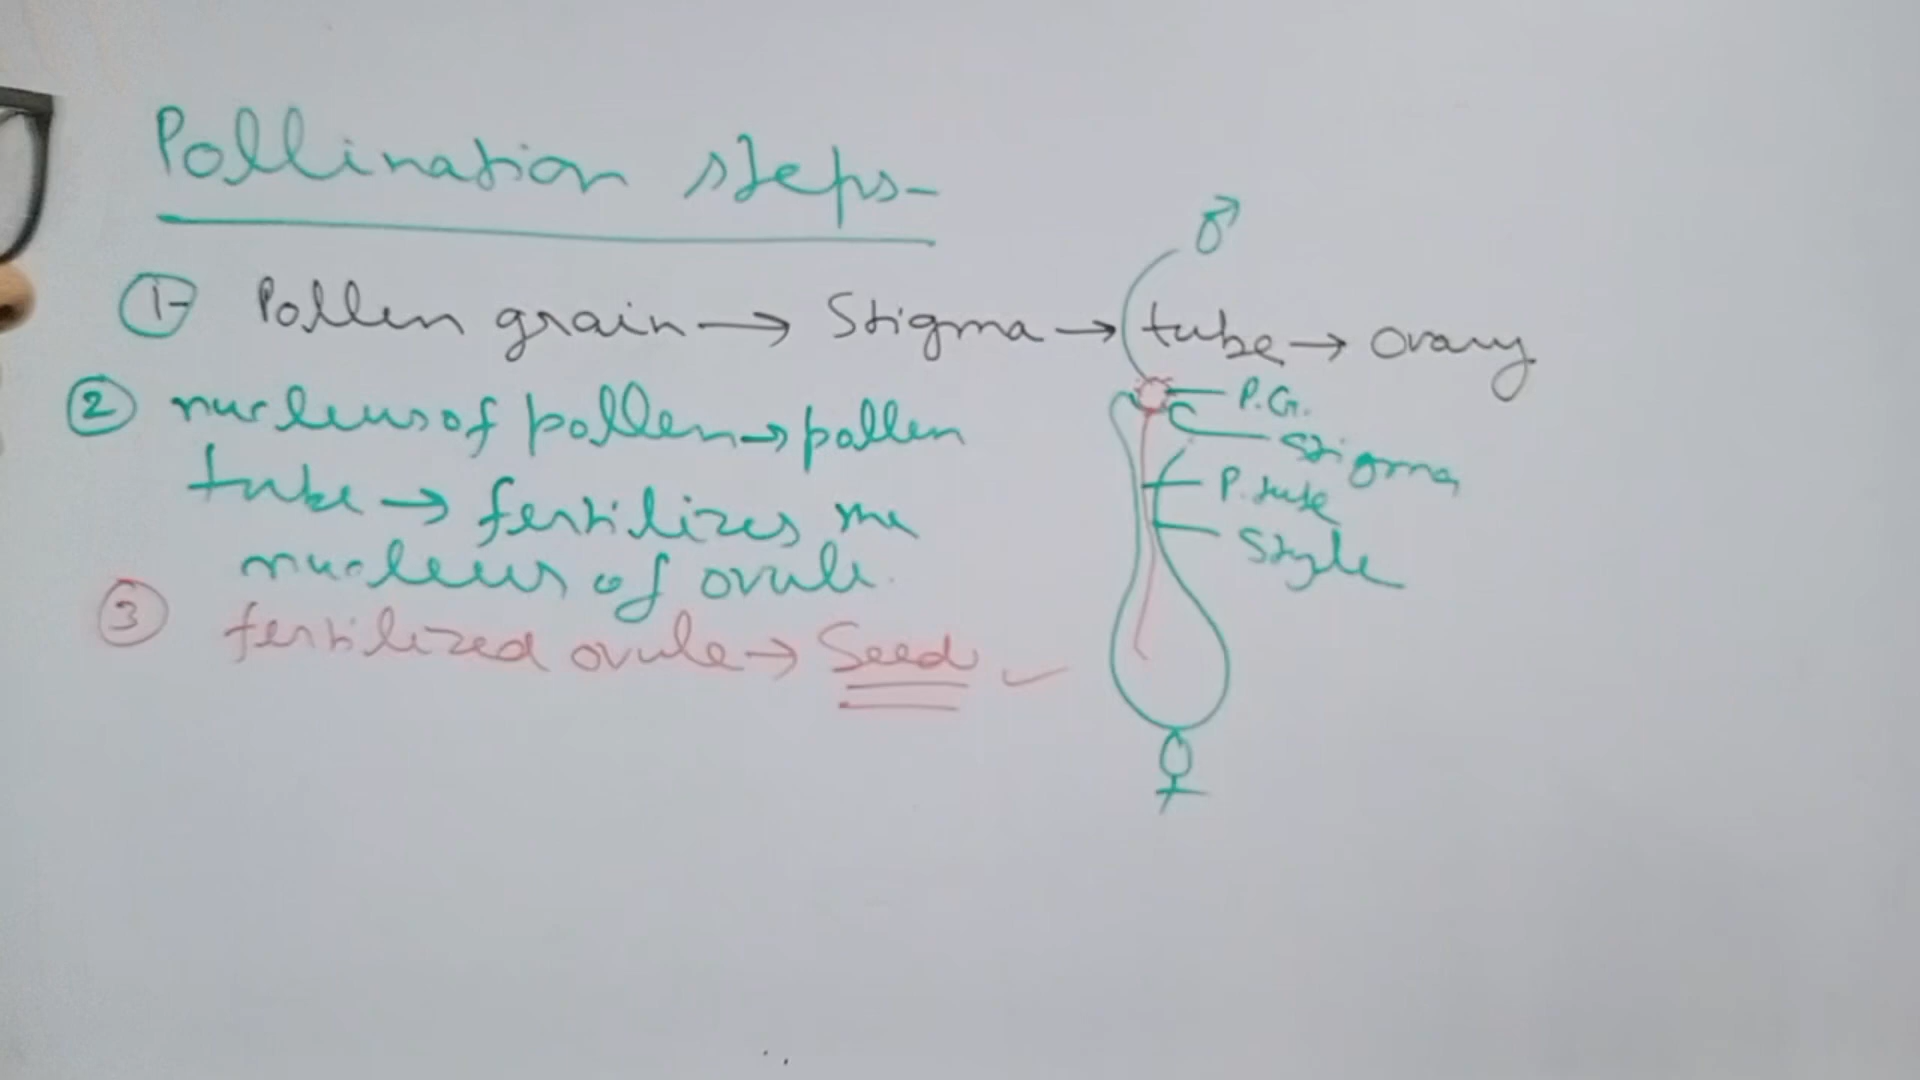 Pollination steps-
1- Pollen grain → Stigma → tube → ovary
2 nucleus of pollen → pollen
tube → fertilizes the
nucleus of ovule.
3 fertilized ovule → Seed
♂
P.G.
Stigma
P. tube
Style
♀